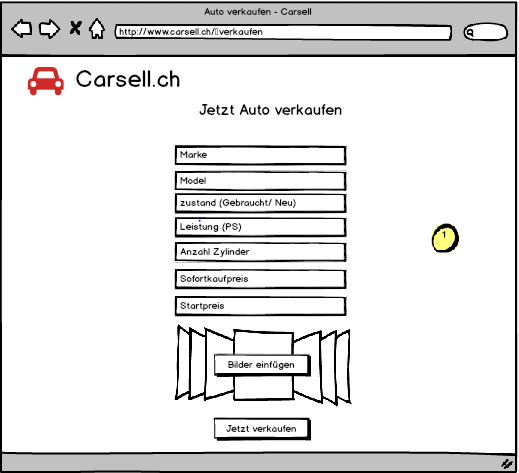 Auto verkaufen - Carsell
http://www.carsell.ch/▯verkaufen
Carsell.ch
Jetzt Auto verkaufen
Marke
Model
zustand (Gebraucht/ Neu)
Leistung (PS)
1
Anzahl Zylinder
Sofortkaufpreis
Startpreis
Bilder einfügen
Jetzt verkaufen